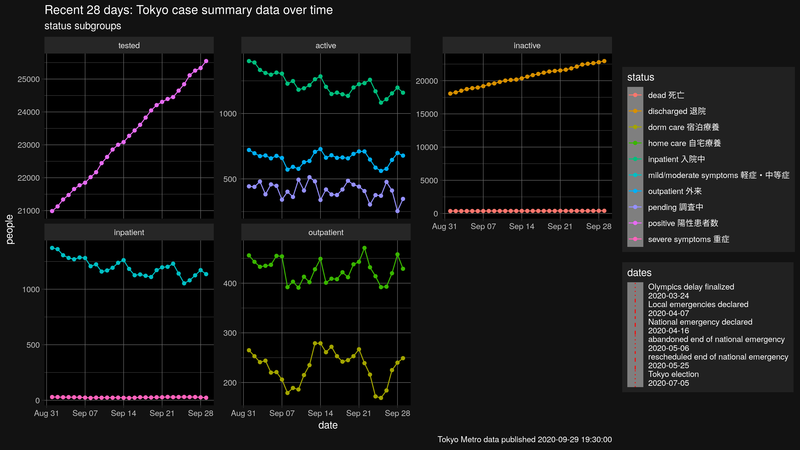 Recent 28 days: Tokyo case summary data over time
status subgroups
tested
active
inactive
25000
24000
23000
22000
21000
1000
500
20000
15000
10000
5000
0
Aug 31 Sep 07 Sep 14 Sep 21 Sep 28
people
inpatient
outpatient
1000
500
0
400
300
200
Aug 31 Sep 07 Sep 14 Sep 21 Sep 28
Aug 31 Sep 07 Sep 14 Sep 21 Sep 28
date
status
dead 死亡
discharged 退院
dorm care 宿泊療養
home care 自宅療養
inpatient 入院中
mild/moderate symptoms 軽症・中等症
outpatient 外来
pending 調査中
positive 陽性患者数
severe symptoms 重症
dates
Olympics delay finalized
2020-03-24
Local emergencies declared
2020-04-07
National emergency declared
2020-04-16
abandoned end of national emergency
2020-05-06
rescheduled end of national emergency
2020-05-25
Tokyo election
2020-07-05
Tokyo Metro data published 2020-09-29 19:30:00